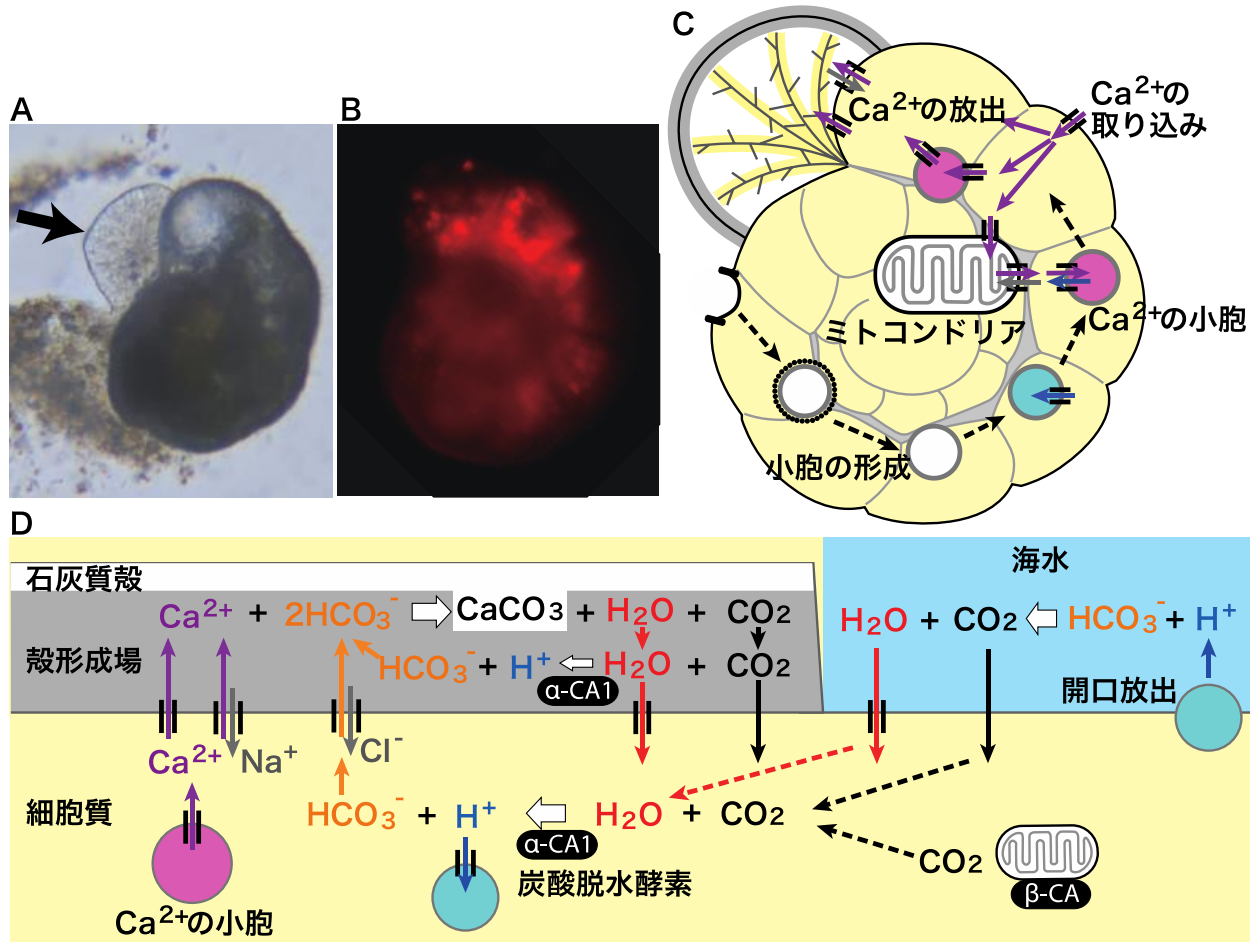 A
B
C
Ca²⁺の放出
Ca²⁺の
取り込み
ミトコンドリア
Ca²⁺の小胞
小胞の形成
D
石灰質殻
海水
Ca²⁺ + 2HCO₃⁻ ⇨ CaCO₃ + H₂O + CO₂
H₂O + CO₂ ⇦ HCO₃⁻ + H⁺
殻形成場
HCO₃⁻ + H⁺ ← H₂O + CO₂
α-CA1
開口放出
Ca²⁺
Na⁺
Cl⁻
細胞質
HCO₃⁻ + H⁺ ⇦ H₂O + CO₂
α-CA1
炭酸脱水酵素
CO₂
β-CA
Ca²⁺の小胞